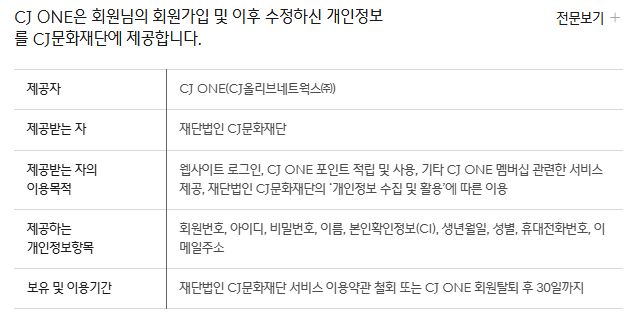 CJ ONE은 회원님의 회원가입 및 이후 수정하신 개인정보
를 CJ문화재단에 제공합니다.
전문보기 +
제공자
CJ ONE(CJ올리브네트웍스㈜)
제공받는 자
재단법인 CJ문화재단
제공받는 자의
이용목적
웹사이트 로그인, CJ ONE 포인트 적립 및 사용, 기타 CJ ONE 멤버십 관련한 서비스
제공, 재단법인 CJ문화재단의 '개인정보 수집 및 활용'에 따른 이용
제공하는
개인정보항목
회원번호, 아이디, 비밀번호, 이름, 본인확인정보(CI), 생년월일, 성별, 휴대전화번호, 이
메일주소
보유 및 이용기간
재단법인 CJ문화재단 서비스 이용약관 철회 또는 CJ ONE 회원탈퇴 후 30일까지